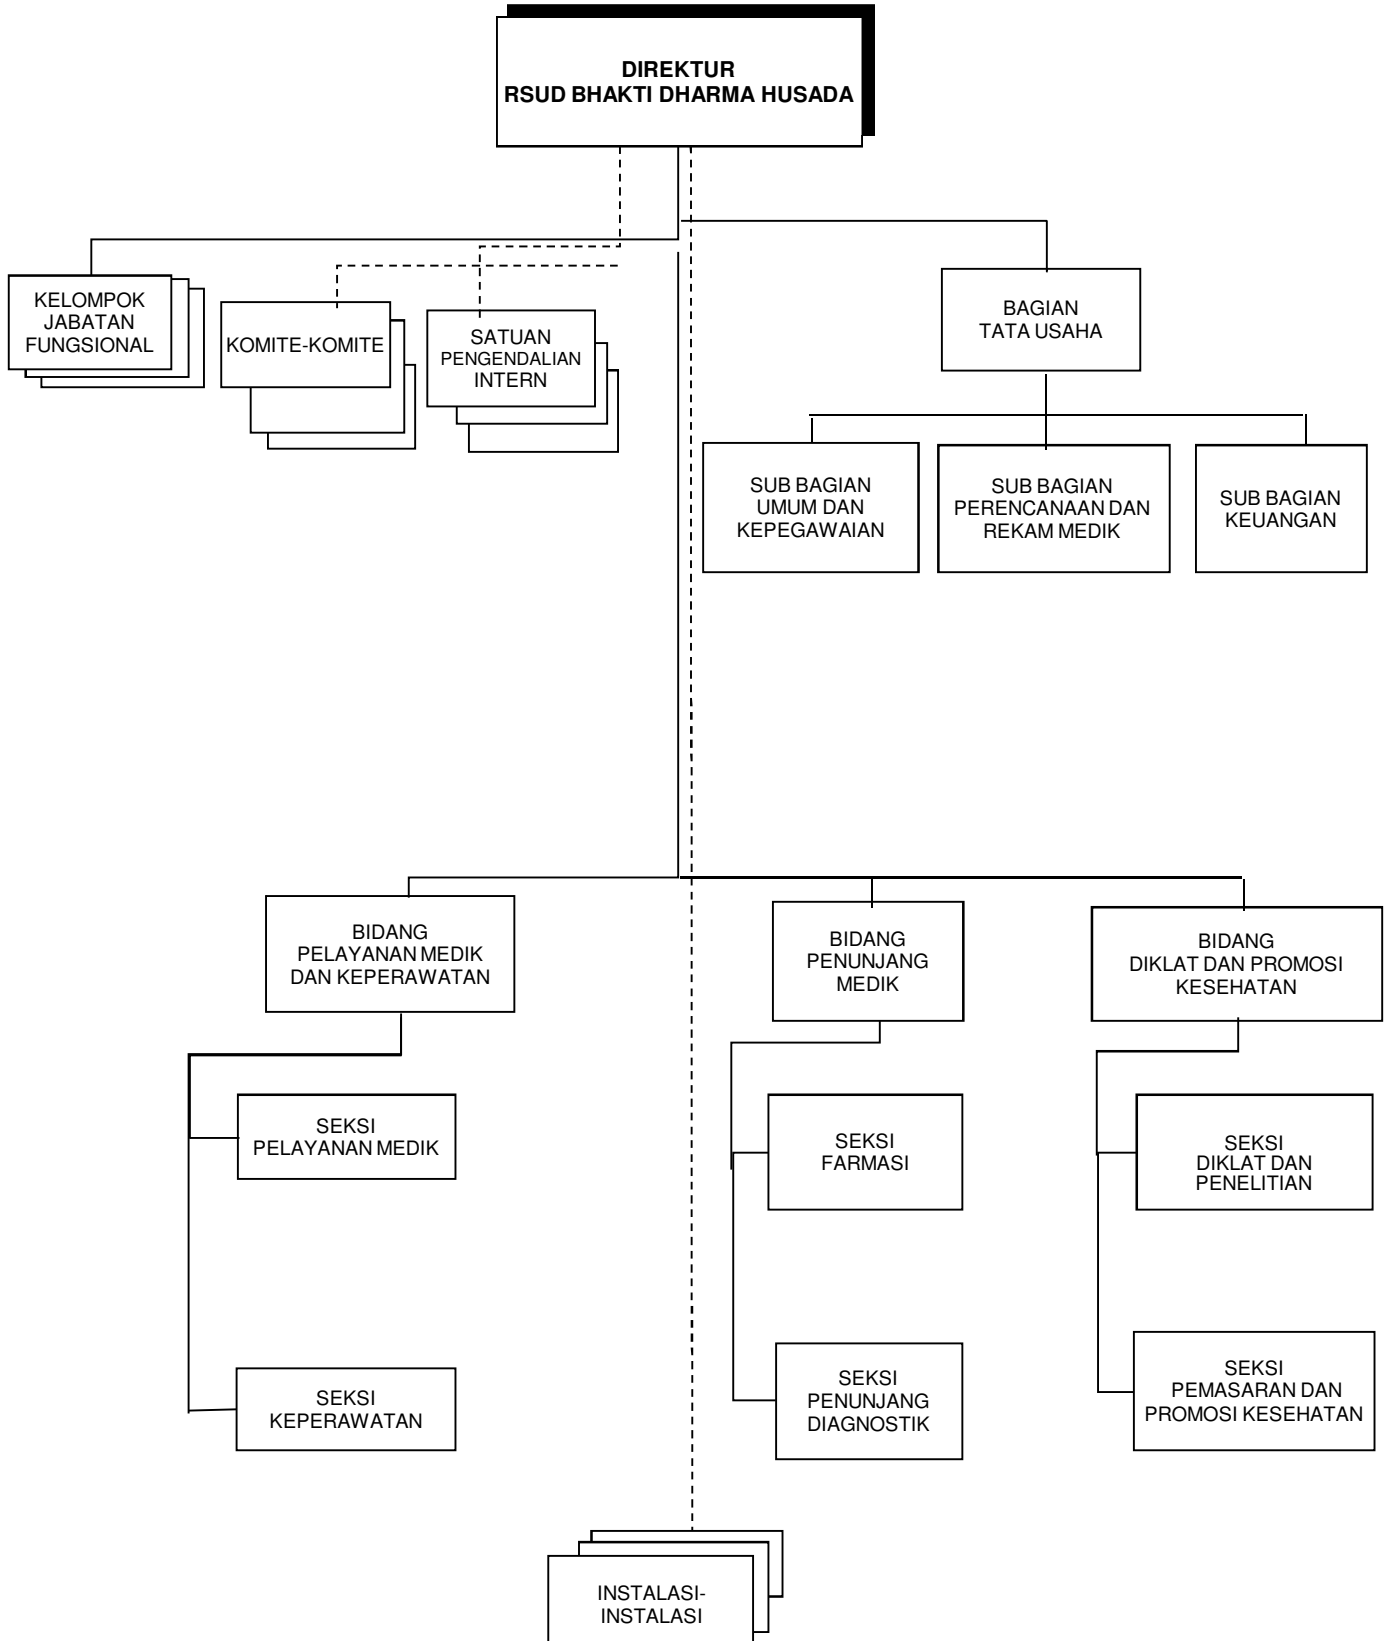 DIREKTUR
RSUD BHAKTI DHARMA HUSADA
KELOMPOK
JABATAN
FUNGSIONAL
KOMITE-KOMITE
SATUAN
PENGENDALIAN
INTERN
BAGIAN
TATA USAHA
SUB BAGIAN
UMUM DAN
KEPEGAWAIAN
SUB BAGIAN
PERENCANAAN DAN
REKAM MEDIK
SUB BAGIAN
KEUANGAN
BIDANG
PELAYANAN MEDIK
DAN KEPERAWATAN
BIDANG
PENUNJANG
MEDIK
BIDANG
DIKLAT DAN PROMOSI
KESEHATAN
SEKSI
PELAYANAN MEDIK
SEKSI
FARMASI
SEKSI
DIKLAT DAN
PENELITIAN
SEKSI
KEPERAWATAN
SEKSI
PENUNJANG
DIAGNOSTIK
SEKSI
PEMASARAN DAN
PROMOSI KESEHATAN
INSTALASI-
INSTALASI